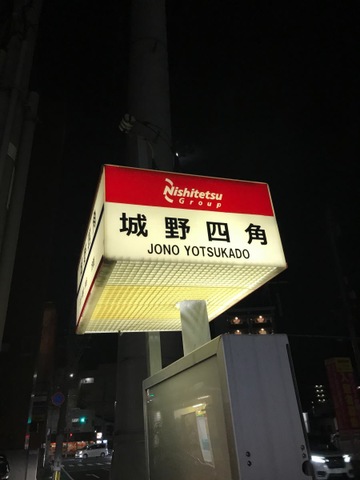 Nishitetsu
Group
城野四角
JONO YOTSUKADO